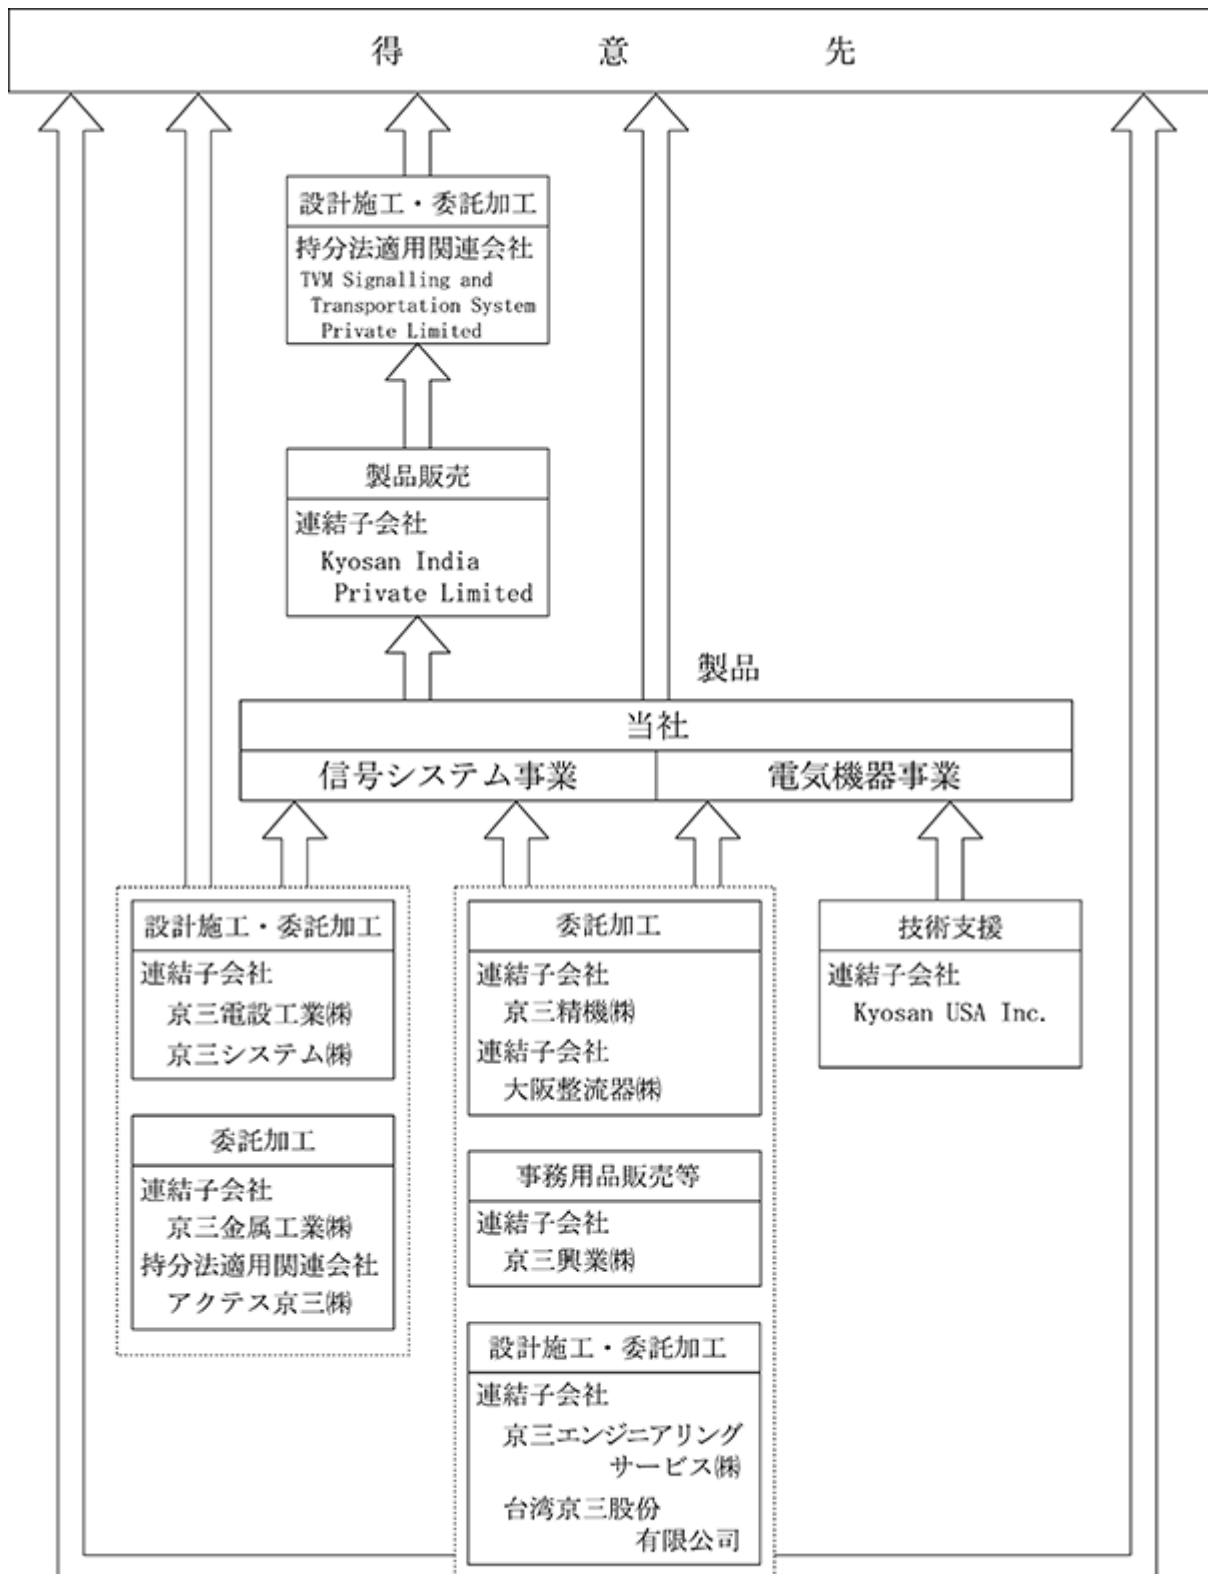 得意先
設計施工・委託加工
持分法適用関連会社
TVM Signalling and
Transportation System
Private Limited
製品販売
連結子会社
Kyosan India
Private Limited
製品
当社
信号システム事業
電気機器事業
設計施工・委託加工
連結子会社
京三電設工業㈱
京三システム㈱
委託加工
連結子会社
京三金属工業㈱
持分法適用関連会社
アクテス京三㈱
委託加工
連結子会社
京三精機㈱
連結子会社
大阪整流器㈱
事務用品販売等
連結子会社
京三興業㈱
設計施工・委託加工
連結子会社
京三エンジニアリング
サービス㈱
台湾京三股份
有限公司
技術支援
連結子会社
Kyosan USA Inc.